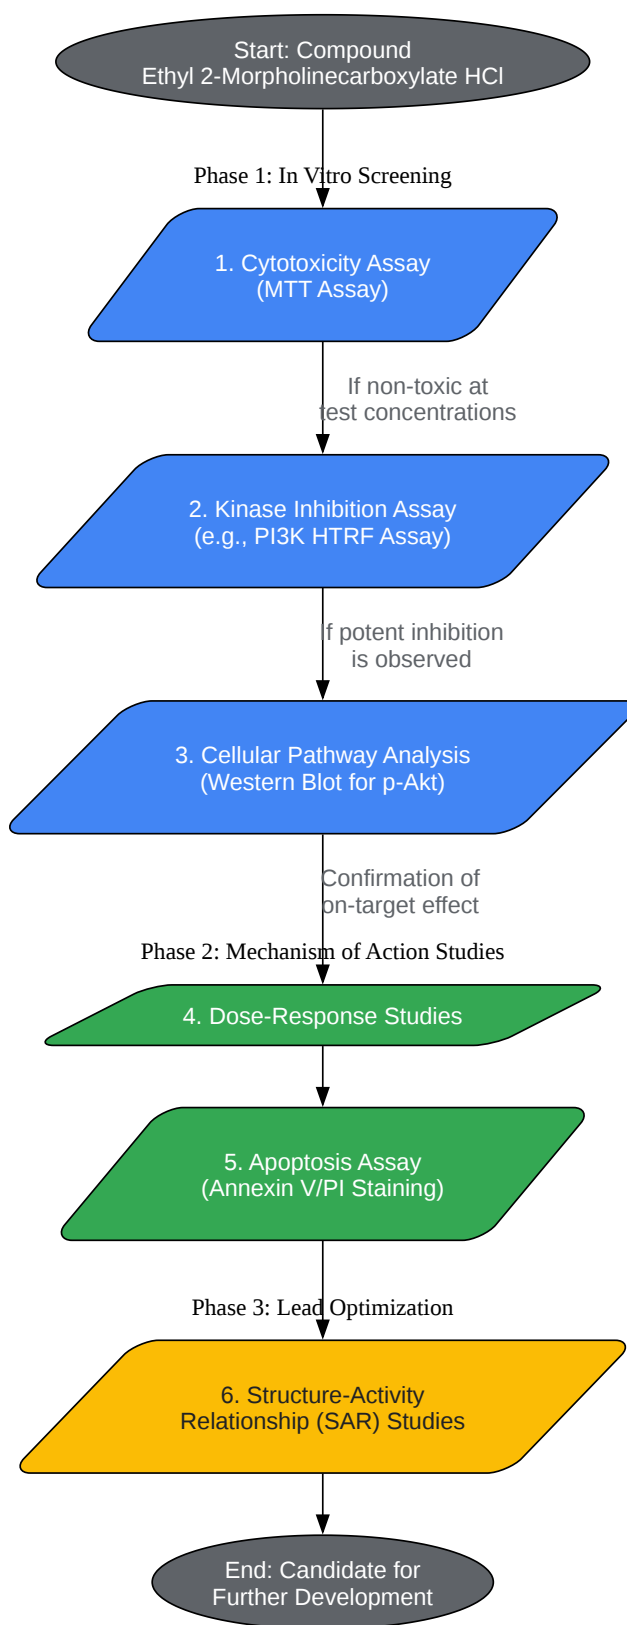 Start: Compound
Ethyl 2-Morpholinecarboxylate HCl
Phase 1: In Vitro Screening
1. Cytotoxicity Assay
(MTT Assay)
If non-toxic at
test concentrations
2. Kinase Inhibition Assay
(e.g., PI3K HTRF Assay)
If potent inhibition
is observed
3. Cellular Pathway Analysis
(Western Blot for p-Akt)
Confirmation of
on-target effect
Phase 2: Mechanism of Action Studies
4. Dose-Response Studies
5. Apoptosis Assay
(Annexin V/PI Staining)
Phase 3: Lead Optimization
6. Structure-Activity
Relationship (SAR) Studies
End: Candidate for
Further Development